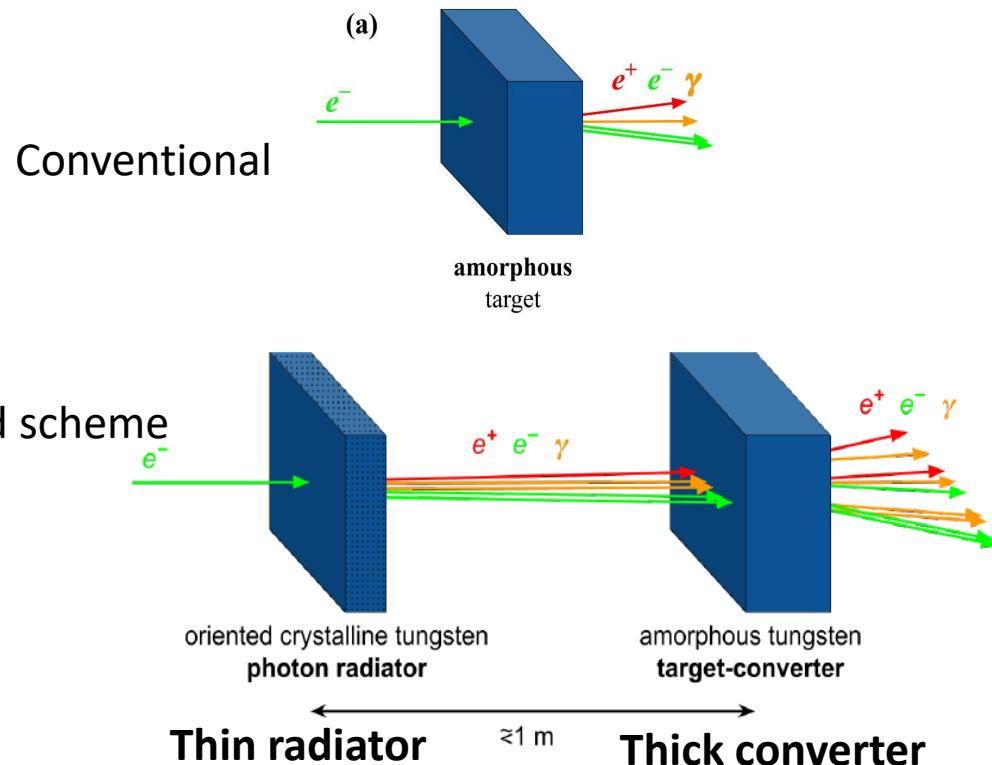 (a)
e⁺ e⁻ γ
e⁻
Conventional
amorphous
target
d scheme
e⁺ e⁻ γ
e⁺ e⁻ γ
e⁻
oriented crystalline tungsten
photon radiator
amorphous tungsten
target-converter
≳1 m
Thin radiator
Thick converter